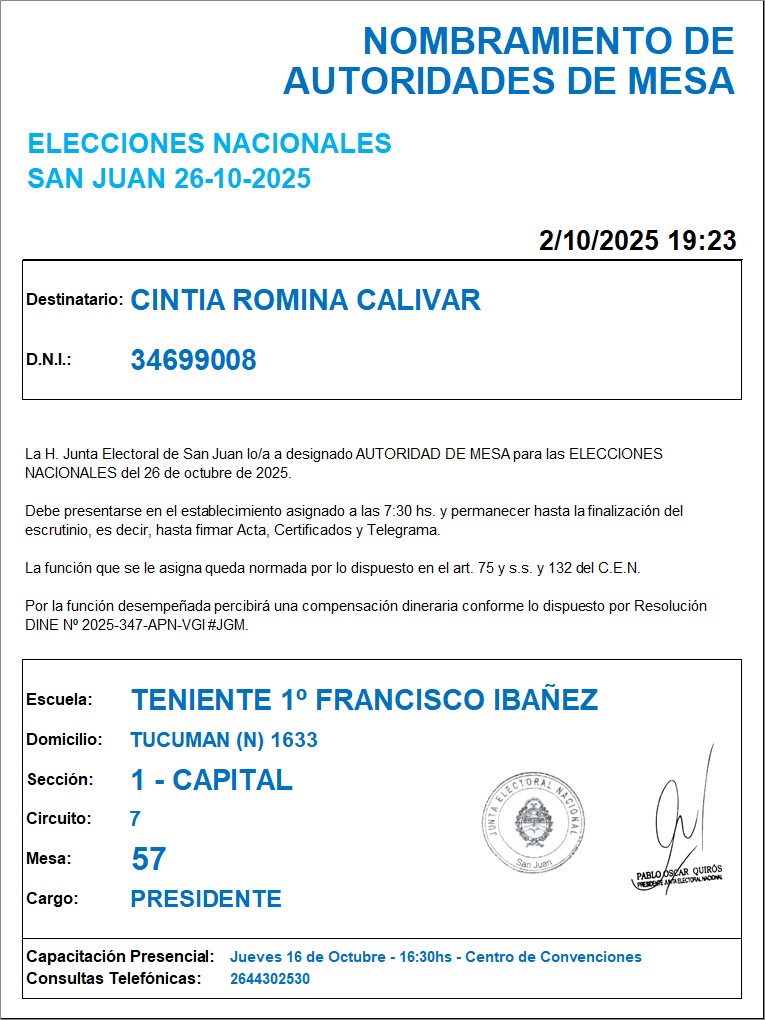 NOMBRAMIENTO DE
AUTORIDADES DE MESA
ELECCIONES NACIONALES
SAN JUAN 26-10-2025
2/10/2025 19:23
Destinatario: CINTIA ROMINA CALIVAR
D.N.I.: 34699008
La H. Junta Electoral de San Juan lo/a a designado AUTORIDAD DE MESA para las ELECCIONES
NACIONALES del 26 de octubre de 2025.
Debe presentarse en el establecimiento asignado a las 7:30 hs. y permanecer hasta la finalización del
escrutinio, es decir, hasta firmar Acta, Certificados y Telegrama.
La función que se le asigna queda normada por lo dispuesto en el art. 75 y s.s. y 132 del C.E.N.
Por la función desempeñada percibirá una compensación dineraria conforme lo dispuesto por Resolución
DINE Nº 2025-347-APN-VGI#JGM.
Escuela: TENIENTE 1º FRANCISCO IBAÑEZ
Domicilio: TUCUMAN (N) 1633
Sección: 1 - CAPITAL
Circuito: 7
Mesa: 57
Cargo: PRESIDENTE
JUNTA ELECTORAL NACIONAL
San Juan
PABLO OSCAR QUIRÓS
PRESIDENTE JUNTA ELECTORAL NACIONAL
Capacitación Presencial: Jueves 16 de Octubre - 16:30hs - Centro de Convenciones
Consultas Telefónicas: 2644302530